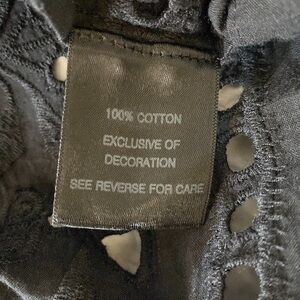 100% COTTON
EXCLUSIVE OF
DECORATION
SEE REVERSE FOR CARE